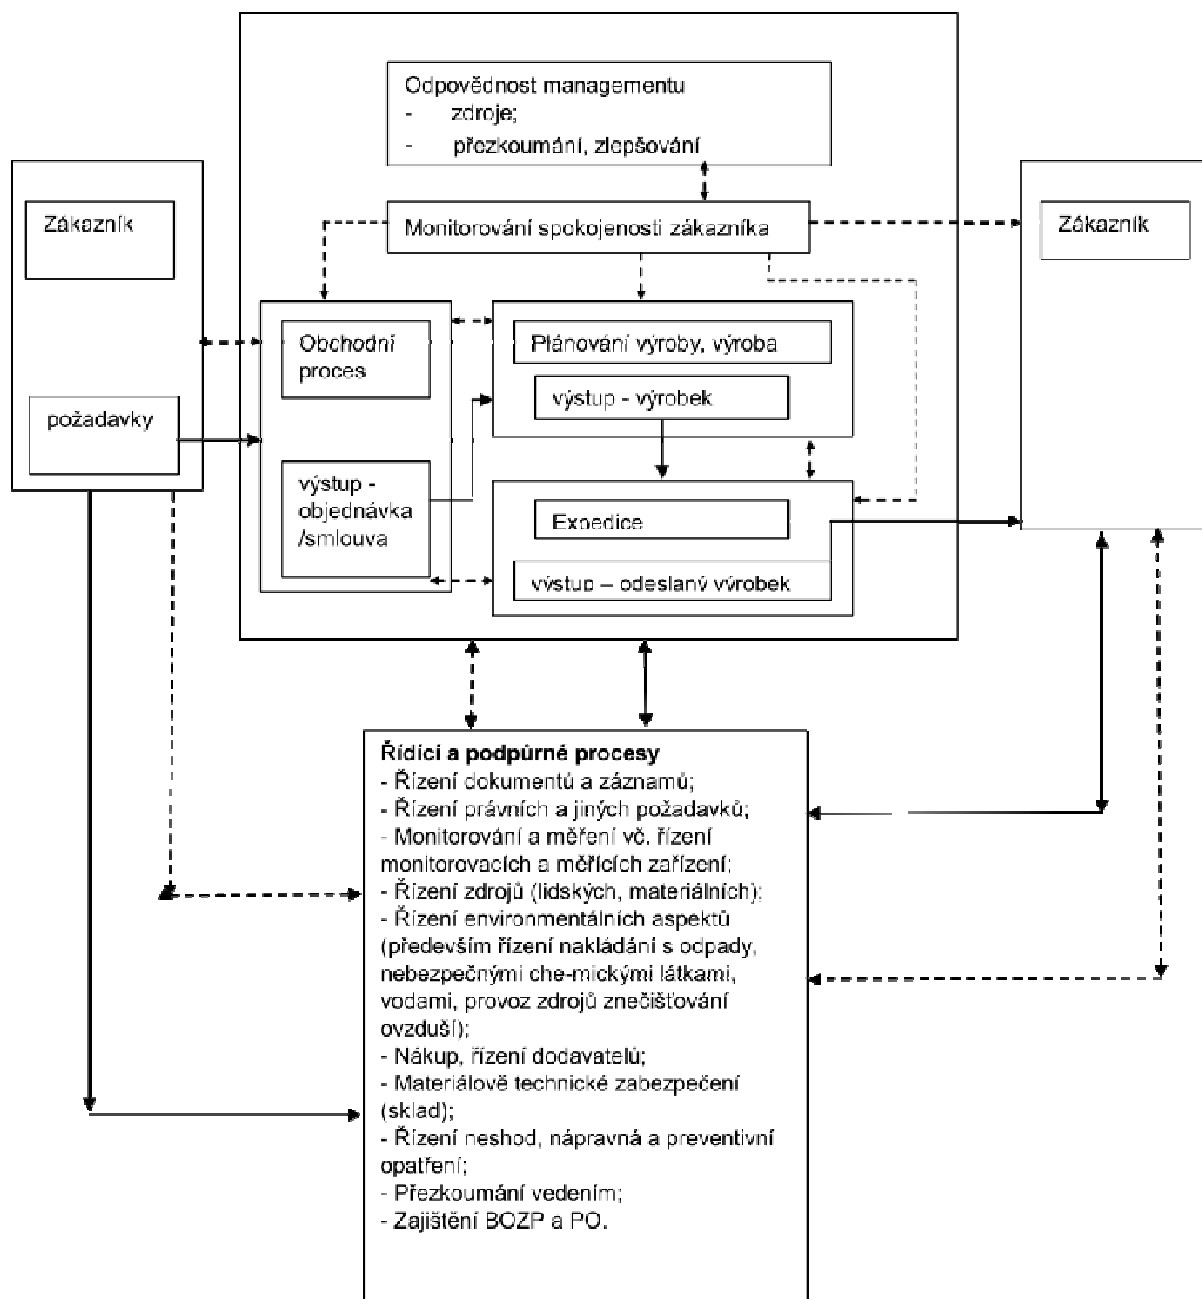 Odpovědnost managementu
- zdroje;
- přezkoumání, zlepšování
Zákazník
Monitorování spokojenosti zákazníka
Zákazník
Obchodní
proces
Plánování výroby, výroba
výstup - výrobek
požadavky
výstup -
objednávka
/smlouva
Expedice
výstup – odeslaný výrobek
Řídící a podpůrné procesy
- Řízení dokumentů a záznamů;
- Řízení právních a jiných požadavků;
- Monitorování a měření vč. řízení
monitorovacích a měřících zařízení;
- Řízení zdrojů (lidských, materiálních);
- Řízení environmentálních aspektů
(především řízení nakládání s odpady,
nebezpečnými che-mickými látkami,
vodami, provoz zdrojů znečišťování
ovzduší);
- Nákup, řízení dodavatelů;
- Materiálově technické zabezpečení
(sklad);
- Řízení neshod, nápravná a preventivní
opatření;
- Přezkoumání vedením;
- Zajištění BOZP a PO.